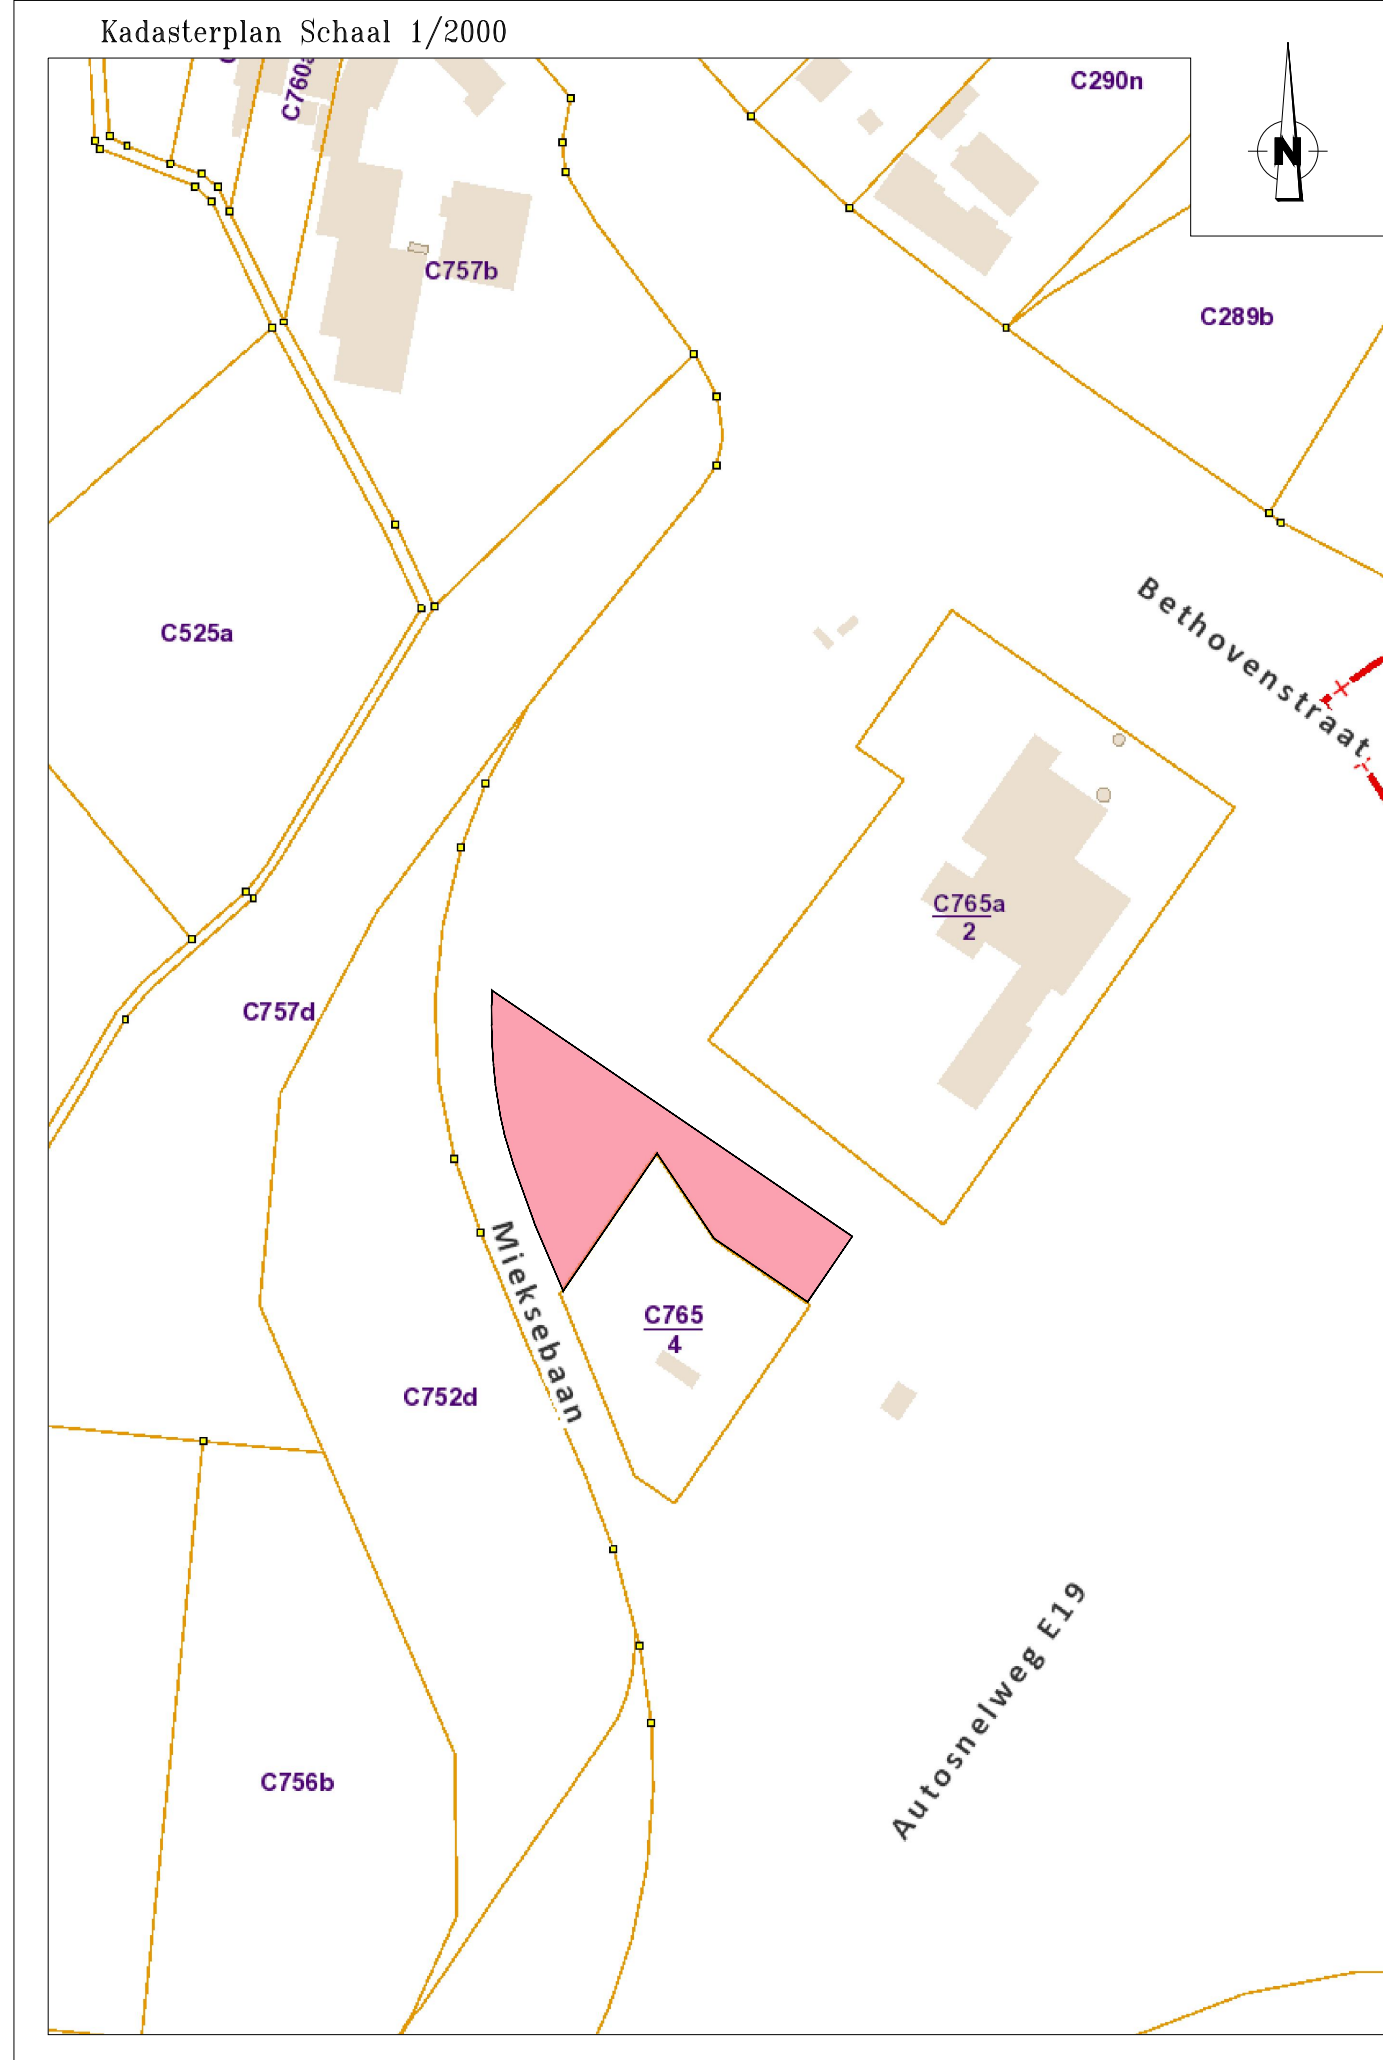 Kadasterplan Schaal 1/2000
C290n
N
C760a
C757b
C289b
Bethovenstraat
C525a
C765a
2
C757d
Mieksebaan
C765
4
C752d
Autosnelweg E19
C756b